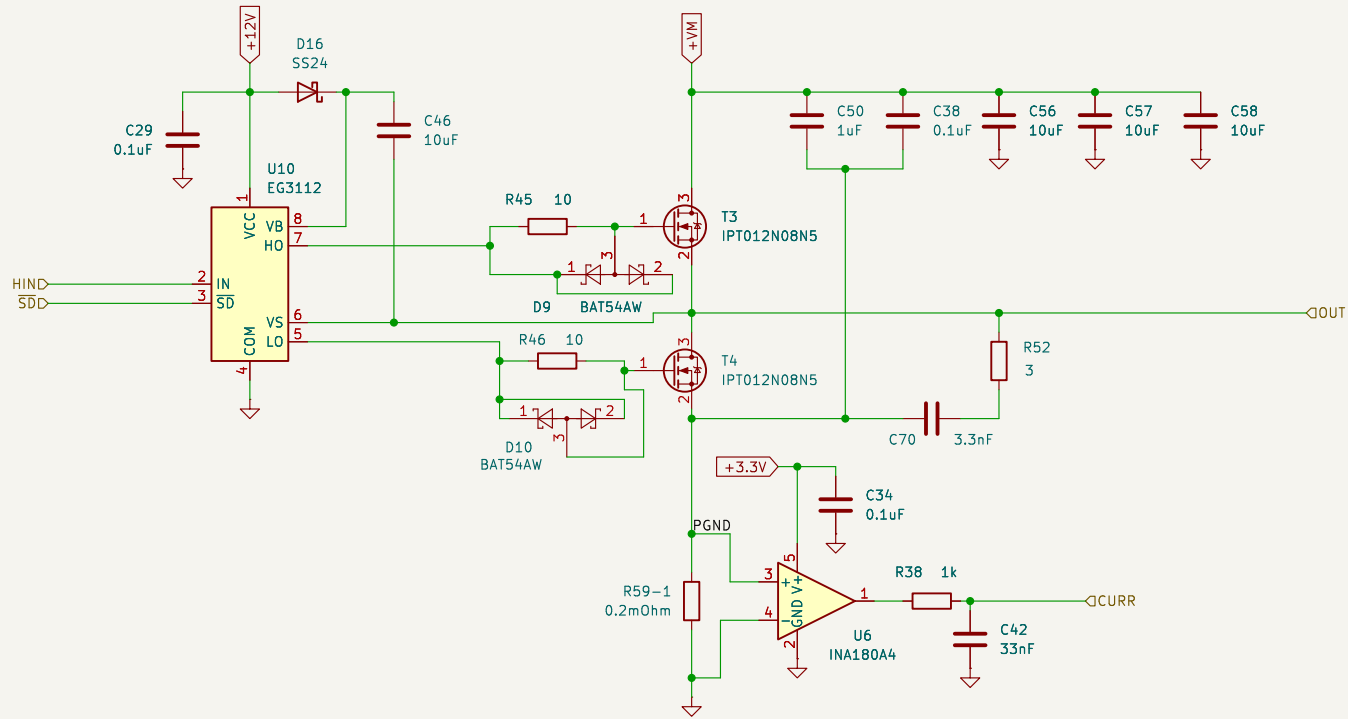 +12V
+VM
D16
SS24
C29
0.1uF
C46
10uF
C50
1uF
C38
0.1uF
C56
10uF
C57
10uF
C58
10uF
U10
EG3112
1
VCC
VB
8
HO
7
HIN
2
IN
SD
3
SD
VS
6
LO
5
COM
4
R45
10
1
3
2
T3
IPT012N08N5
1
3
2
D9
BAT54AW
OUT
R46
10
1
3
2
T4
IPT012N08N5
1
3
2
D10
BAT54AW
R52
3
C70
3.3nF
+3.3V
C34
0.1uF
PGND
R59-1
0.2mOhm
3
4
5
2
1
+
-
V+
GND
U6
INA180A4
R38
1k
CURR
C42
33nF